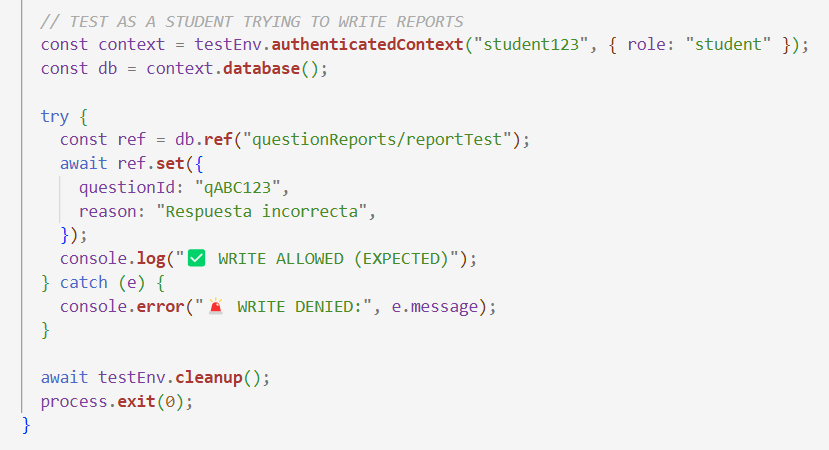 // TEST AS A STUDENT TRYING TO WRITE REPORTS
const context = testEnv.authenticatedContext("student123", { role: "student" });
const db = context.database();
try {
const ref = db.ref("questionReports/reportTest");
await ref.set({
questionId: "qABC123",
reason: "Respuesta incorrecta",
});
console.log("✅ WRITE ALLOWED (EXPECTED)");
} catch (e) {
console.error("🚨 WRITE DENIED:", e.message);
}
await testEnv.cleanup();
process.exit(0);
}